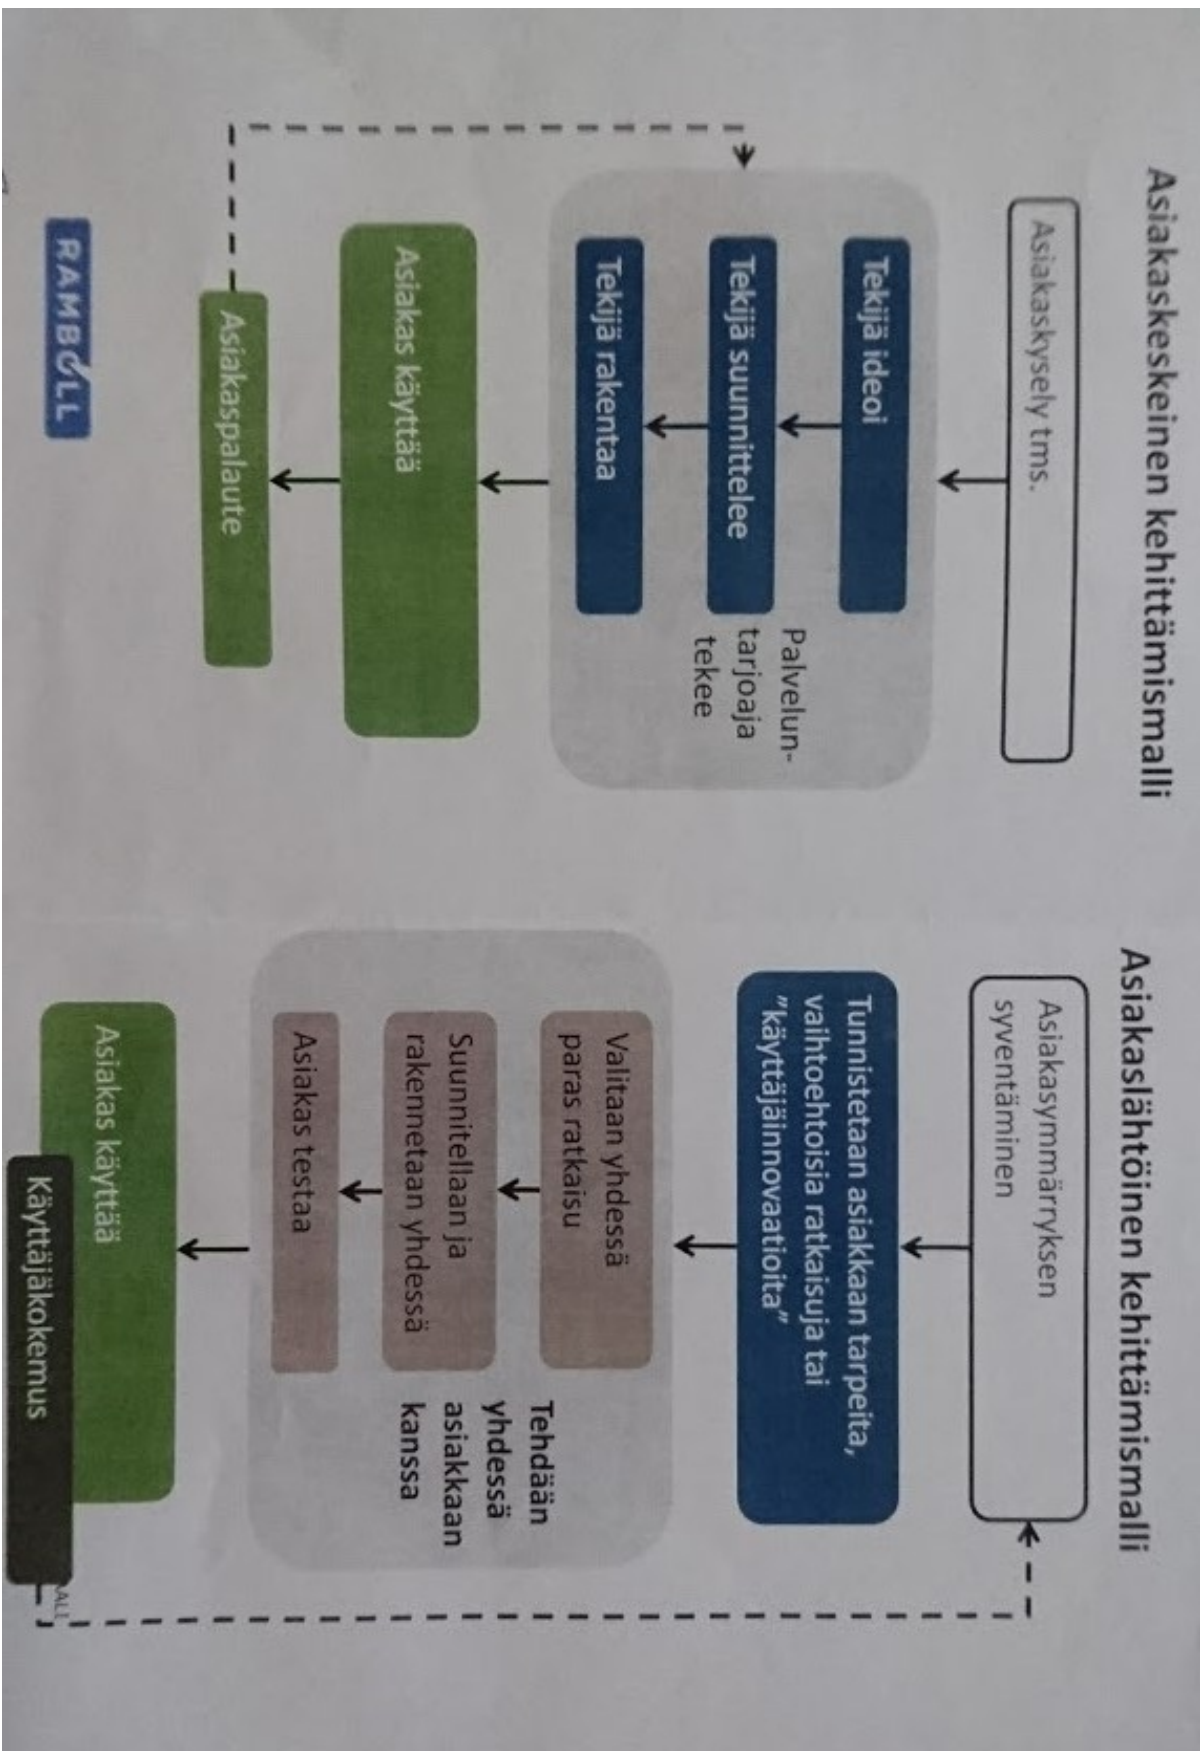 Asiakaskeskeinen kehittämismalli
Asiakaskysely tms.
Tekijä ideoi
Tekijä suunnittelee
Tekijä rakentaa
Palvelun-
tarjoaja
tekee
Asiakas käyttää
Asiakaspalaute
RAMBOLL
Asiakaslähtöinen kehittämismalli
Asiakasymmärryksen
syventäminen
Tunnistetaan asiakkaan tarpeita,
vaihtoehtoisia ratkaisuja tai
”käyttäjäinnovaatioita”
Valitaan yhdessä
paras ratkaisu
Suunnitellaan ja
rakennetaan yhdessä
Asiakas testaa
Tehdään
yhdessä
asiakkaan
kanssa
Asiakas käyttää
Käyttäjäkokemus